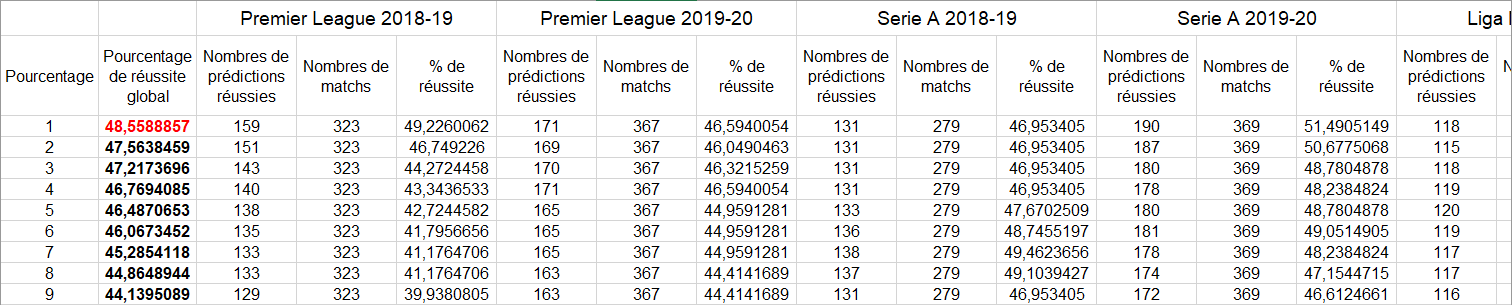 Premier League 2018-19 Premier League 2019-20 Serie A 2018-19 Serie A 2019-20 Liga
Pourcentage Pourcentage de réussite global Nombres de prédictions réussies Nombres de matchs % de réussite Nombres de prédictions réussies Nombres de matchs % de réussite Nombres de prédictions réussies Nombres de matchs % de réussite Nombres de prédictions réussies Nombres de matchs % de réussite Nombres de prédictions réussies
1 48,5588857 159 323 49,2260062 171 367 46,5940054 131 279 46,953405 190 369 51,4905149 118
2 47,5638459 151 323 46,749226 169 367 46,0490463 131 279 46,953405 187 369 50,6775068 115
3 47,2173696 143 323 44,2724458 170 367 46,3215259 131 279 46,953405 180 369 48,7804878 118
4 46,7694085 140 323 43,3436533 171 367 46,5940054 131 279 46,953405 178 369 48,2384824 119
5 46,4870653 138 323 42,7244582 165 367 44,9591281 133 279 47,6702509 180 369 48,7804878 120
6 46,0673452 135 323 41,7956656 165 367 44,9591281 136 279 48,7455197 181 369 49,0514905 119
7 45,2854118 133 323 41,1764706 165 367 44,9591281 138 279 49,4623656 178 369 48,2384824 117
8 44,8648944 133 323 41,1764706 163 367 44,4141689 137 279 49,1039427 174 369 47,1544715 117
9 44,1395089 129 323 39,9380805 163 367 44,4141689 131 279 46,953405 172 369 46,6124661 116